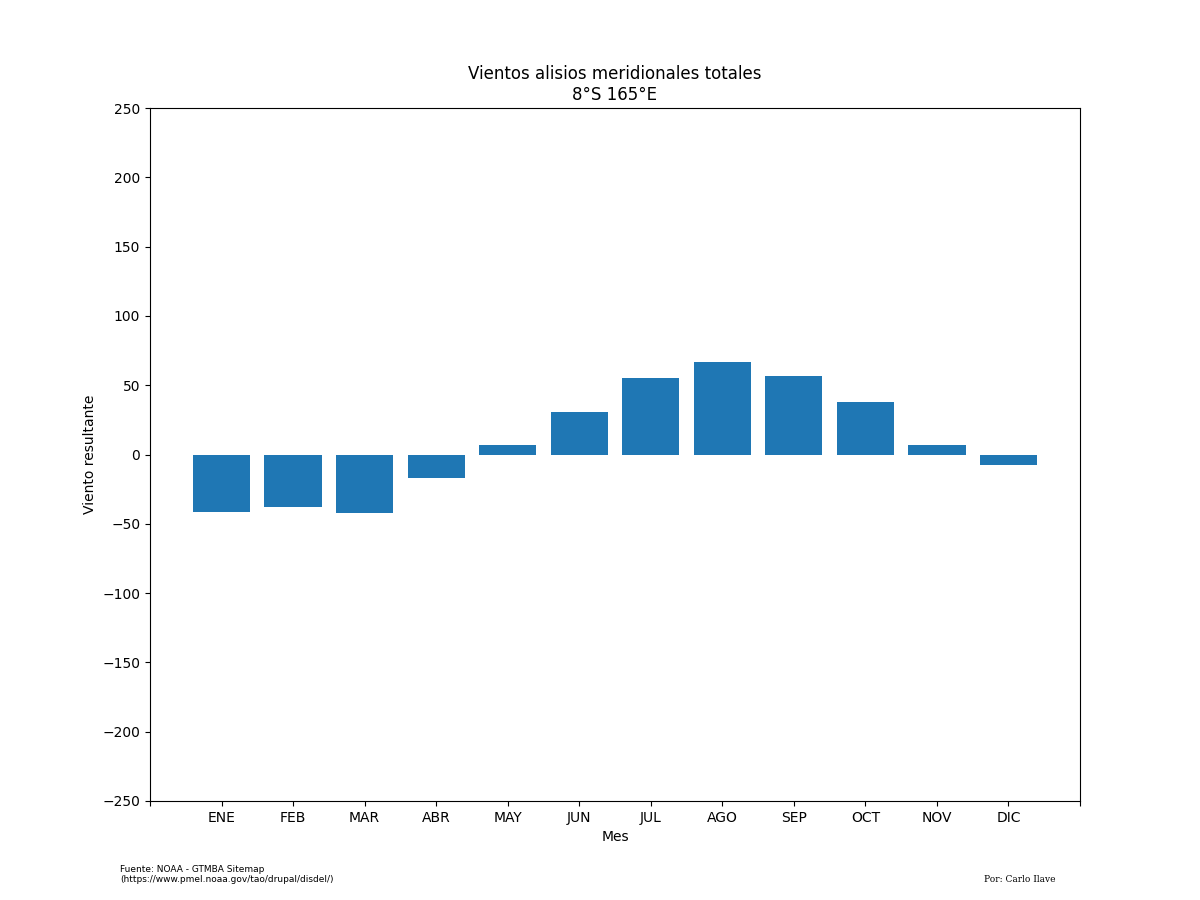 Vientos alisios meridionales totales
8°S 165°E
250
200
150
100
50
0
−50
−100
−150
−200
−250
Viento resultante
ENE FEB MAR ABR MAY JUN JUL AGO SEP OCT NOV DIC
Mes
Fuente: NOAA - GTMBA Sitemap
(https://www.pmel.noaa.gov/tao/drupal/disdel/)
Por: Carlo Ilave